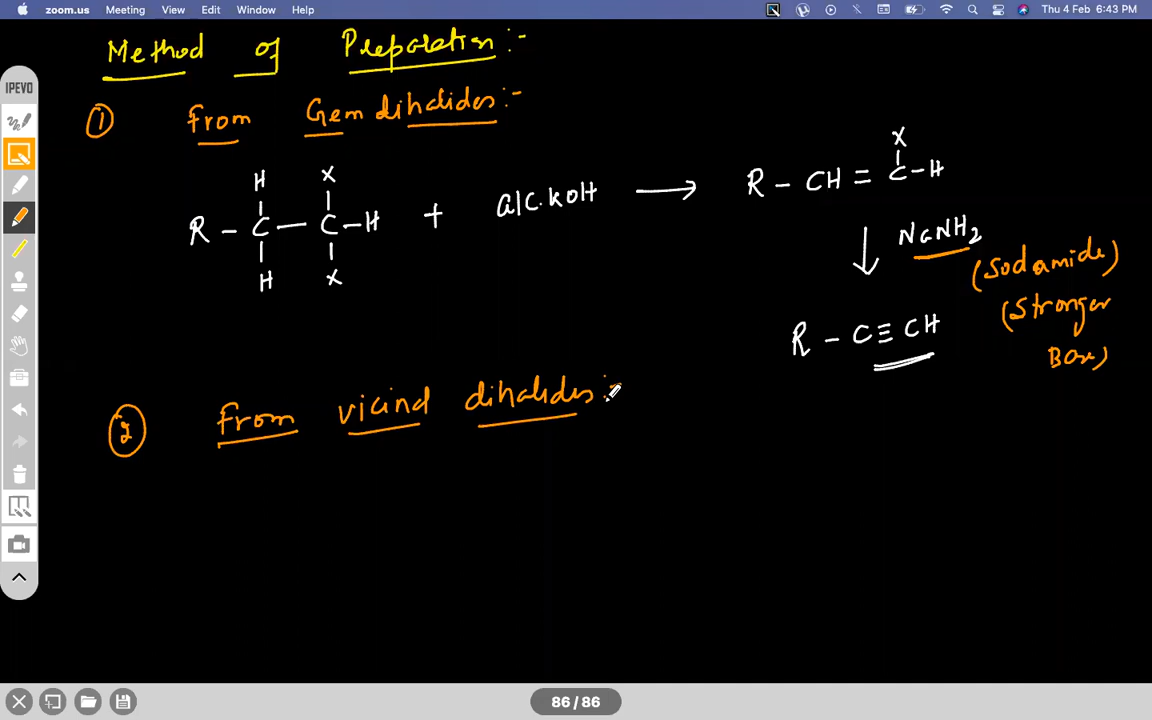 zoom.us Meeting View Edit Window Help Thu 4 Feb 6:43 PM
IPEVO
Method of Preparation:-
① From Gem dihalides:-
H X
R - C - C - H + alc. KOH → R - CH = C - H
H X
X
↓ NaNH2
(Sodamide)
(Stronger
Base)
R - C ≡ CH
② From vicinal dihalides:-
86 / 86